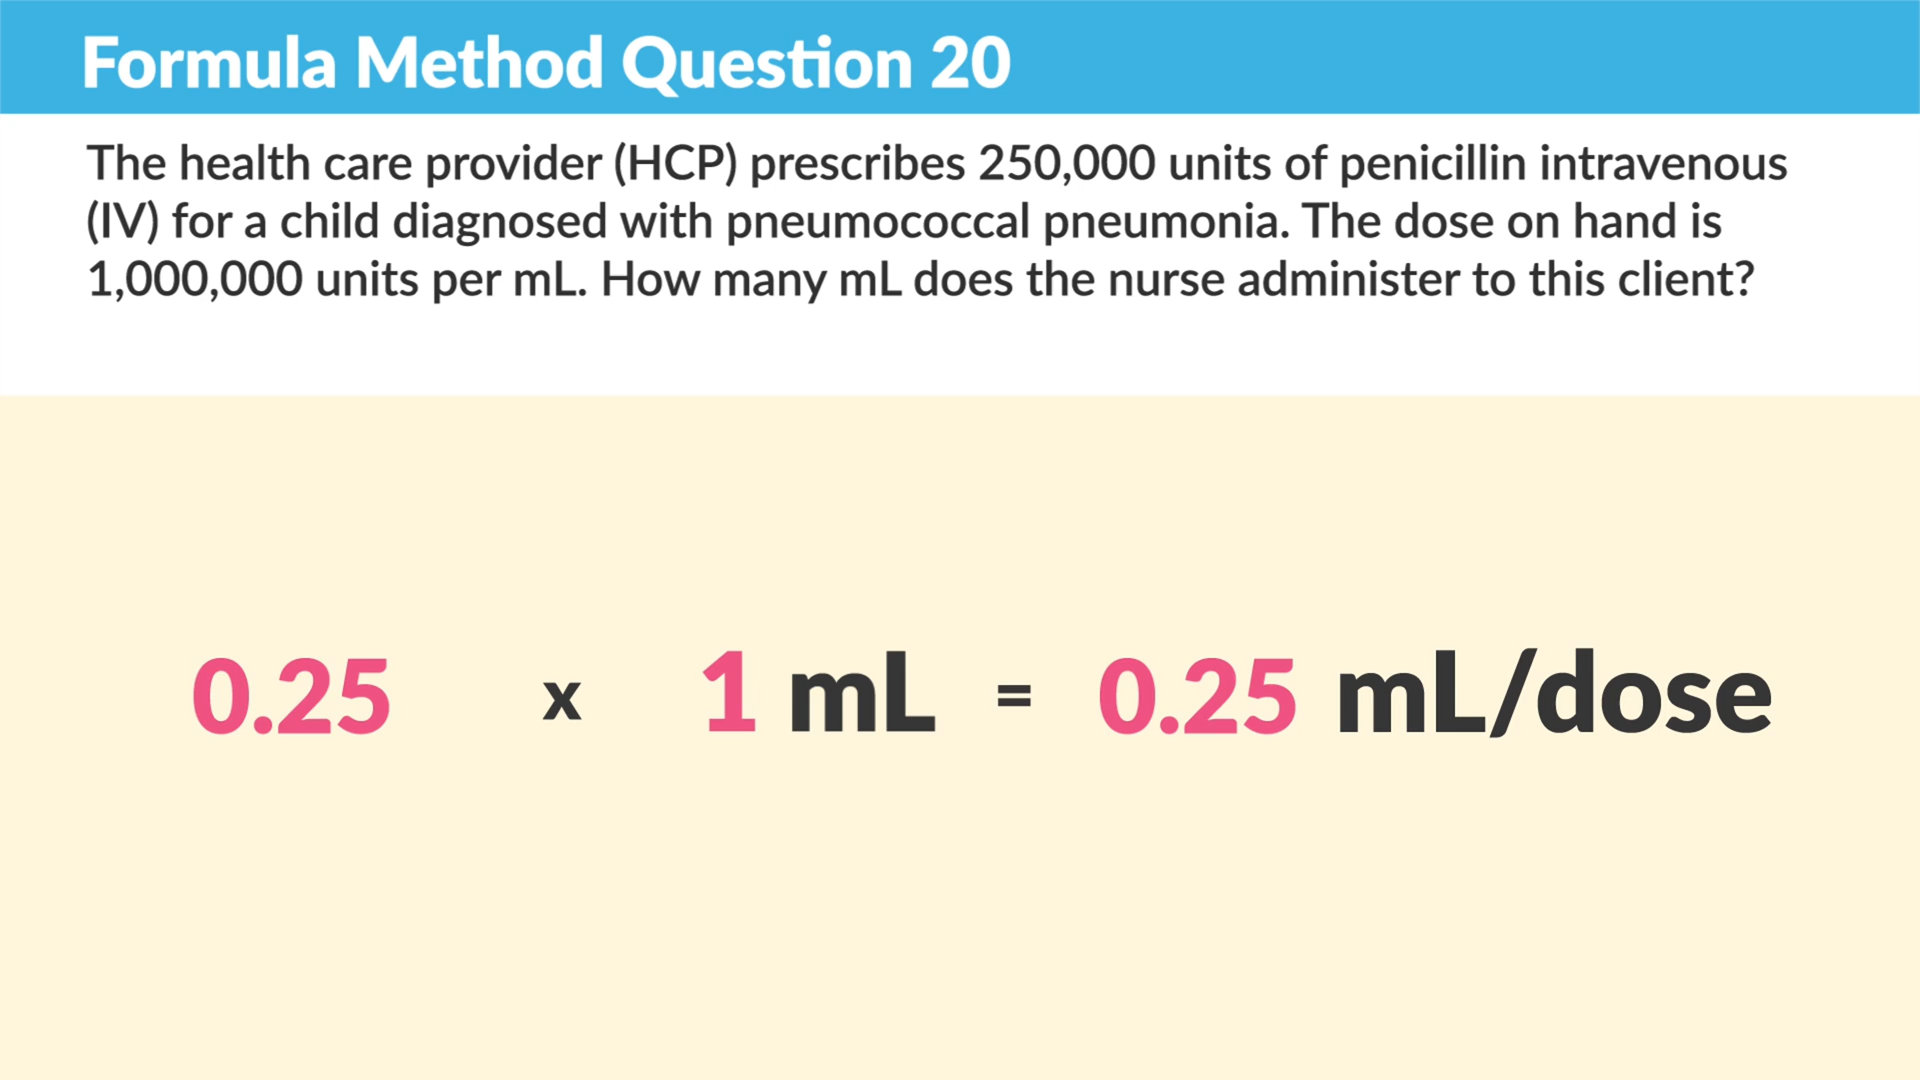 Formula Method Question 20
The health care provider (HCP) prescribes 250,000 units of penicillin intravenous
(IV) for a child diagnosed with pneumococcal pneumonia. The dose on hand is
1,000,000 units per mL. How many mL does the nurse administer to this client?
0.25 x 1 mL = 0.25 mL/dose